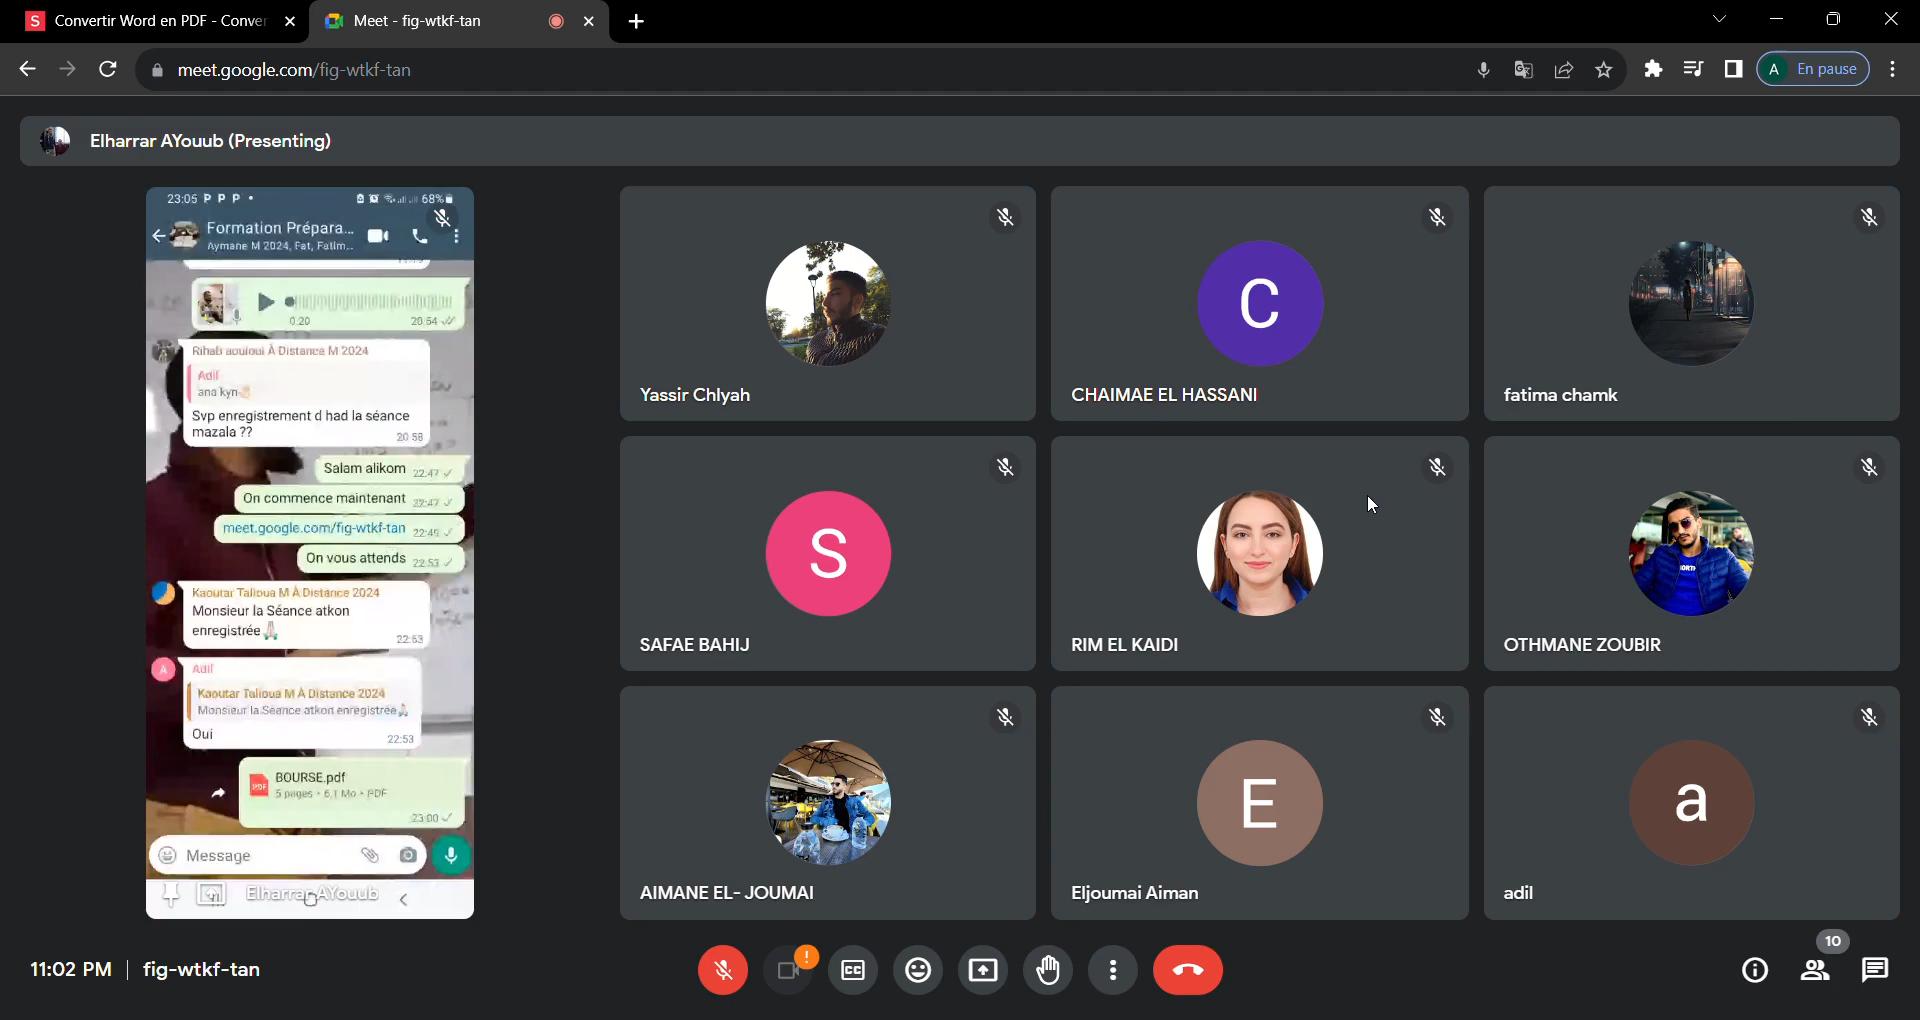 Convertir Word en PDF - Conver
Meet - fig-wtkf-tan
meet.google.com/fig-wtkf-tan
A En pause
Elharrar AYouub (Presenting)
23:05 P P P • 68%
Formation Prépara...
Aymane M 2024, Fat, Fatim...
0:20 20:54
Rihab aouloui À Distance M 2024
Adil
ana kyn
Svp enregistrement d had la séance
mazala ??
20:58
Salam alikom 22:47
On commence maintenant 22:47
meet.google.com/fig-wtkf-tan 22:49
On vous attends 22:53
Kaoutar Talioua M À Distance 2024
Monsieur la Séance atkon
enregistrée🙏🏻
22:53
A Adil
Kaoutar Talioua M À Distance 2024
Monsieur la Séance atkon enregistrée🙏🏻
Oui
22:53
PDF BOURSE.pdf
5 pages • 6,1 Mo • PDF
23:00
Message
Elharrar AYouub
Yassir Chlyah
C
CHAIMAE EL HASSANI
fatima chamk
S
SAFAE BAHIJ
RIM EL KAIDI
OTHMANE ZOUBIR
AIMANE EL- JOUMAI
E
Eljoumai Aiman
a
adil
11:02 PM | fig-wtkf-tan
CC
10